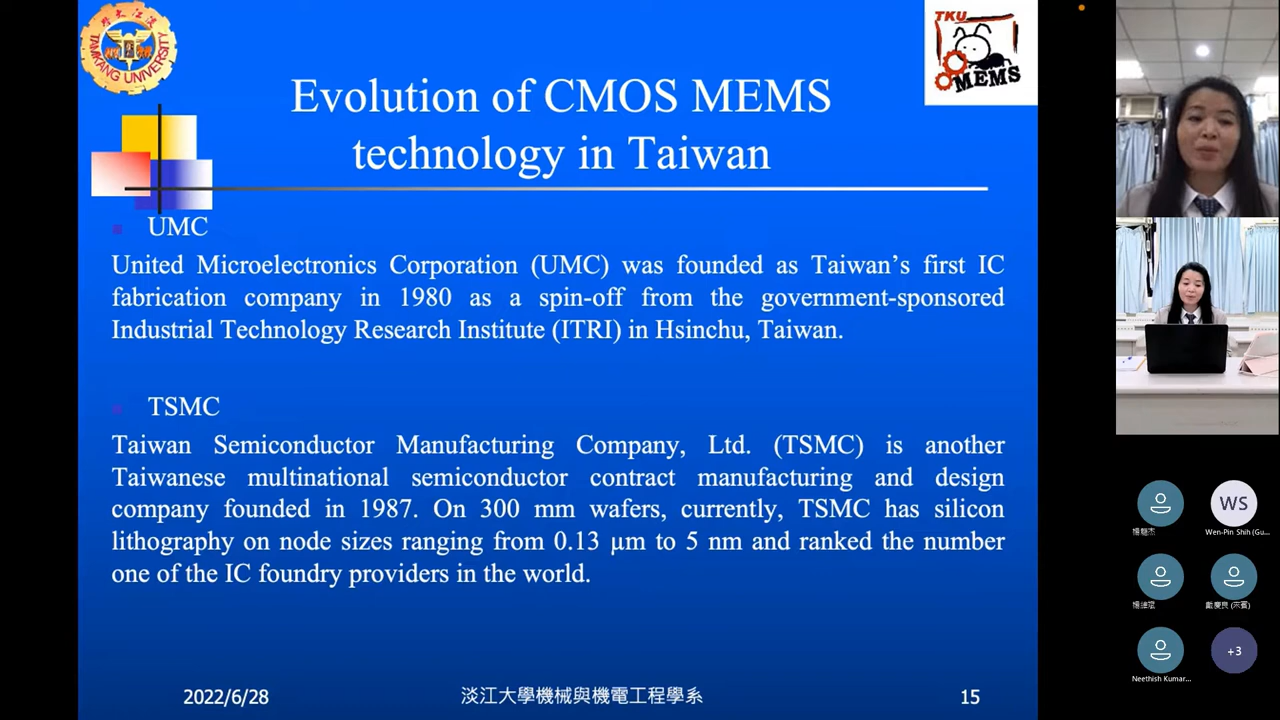 TAMKANG UNIVERSITY
TKU
MEMS
Evolution of CMOS MEMS
technology in Taiwan
UMC
United Microelectronics Corporation (UMC) was founded as Taiwan’s first IC
fabrication company in 1980 as a spin-off from the government-sponsored
Industrial Technology Research Institute (ITRI) in Hsinchu, Taiwan.
TSMC
Taiwan Semiconductor Manufacturing Company, Ltd. (TSMC) is another
Taiwanese multinational semiconductor contract manufacturing and design
company founded in 1987. On 300 mm wafers, currently, TSMC has silicon
lithography on node sizes ranging from 0.13 µm to 5 nm and ranked the number
one of the IC foundry providers in the world.
2022/6/28
淡江大學機械與機電工程學系
15
WS
Wen-Pin Shih (Gu...
Neethish Kumar...
+3